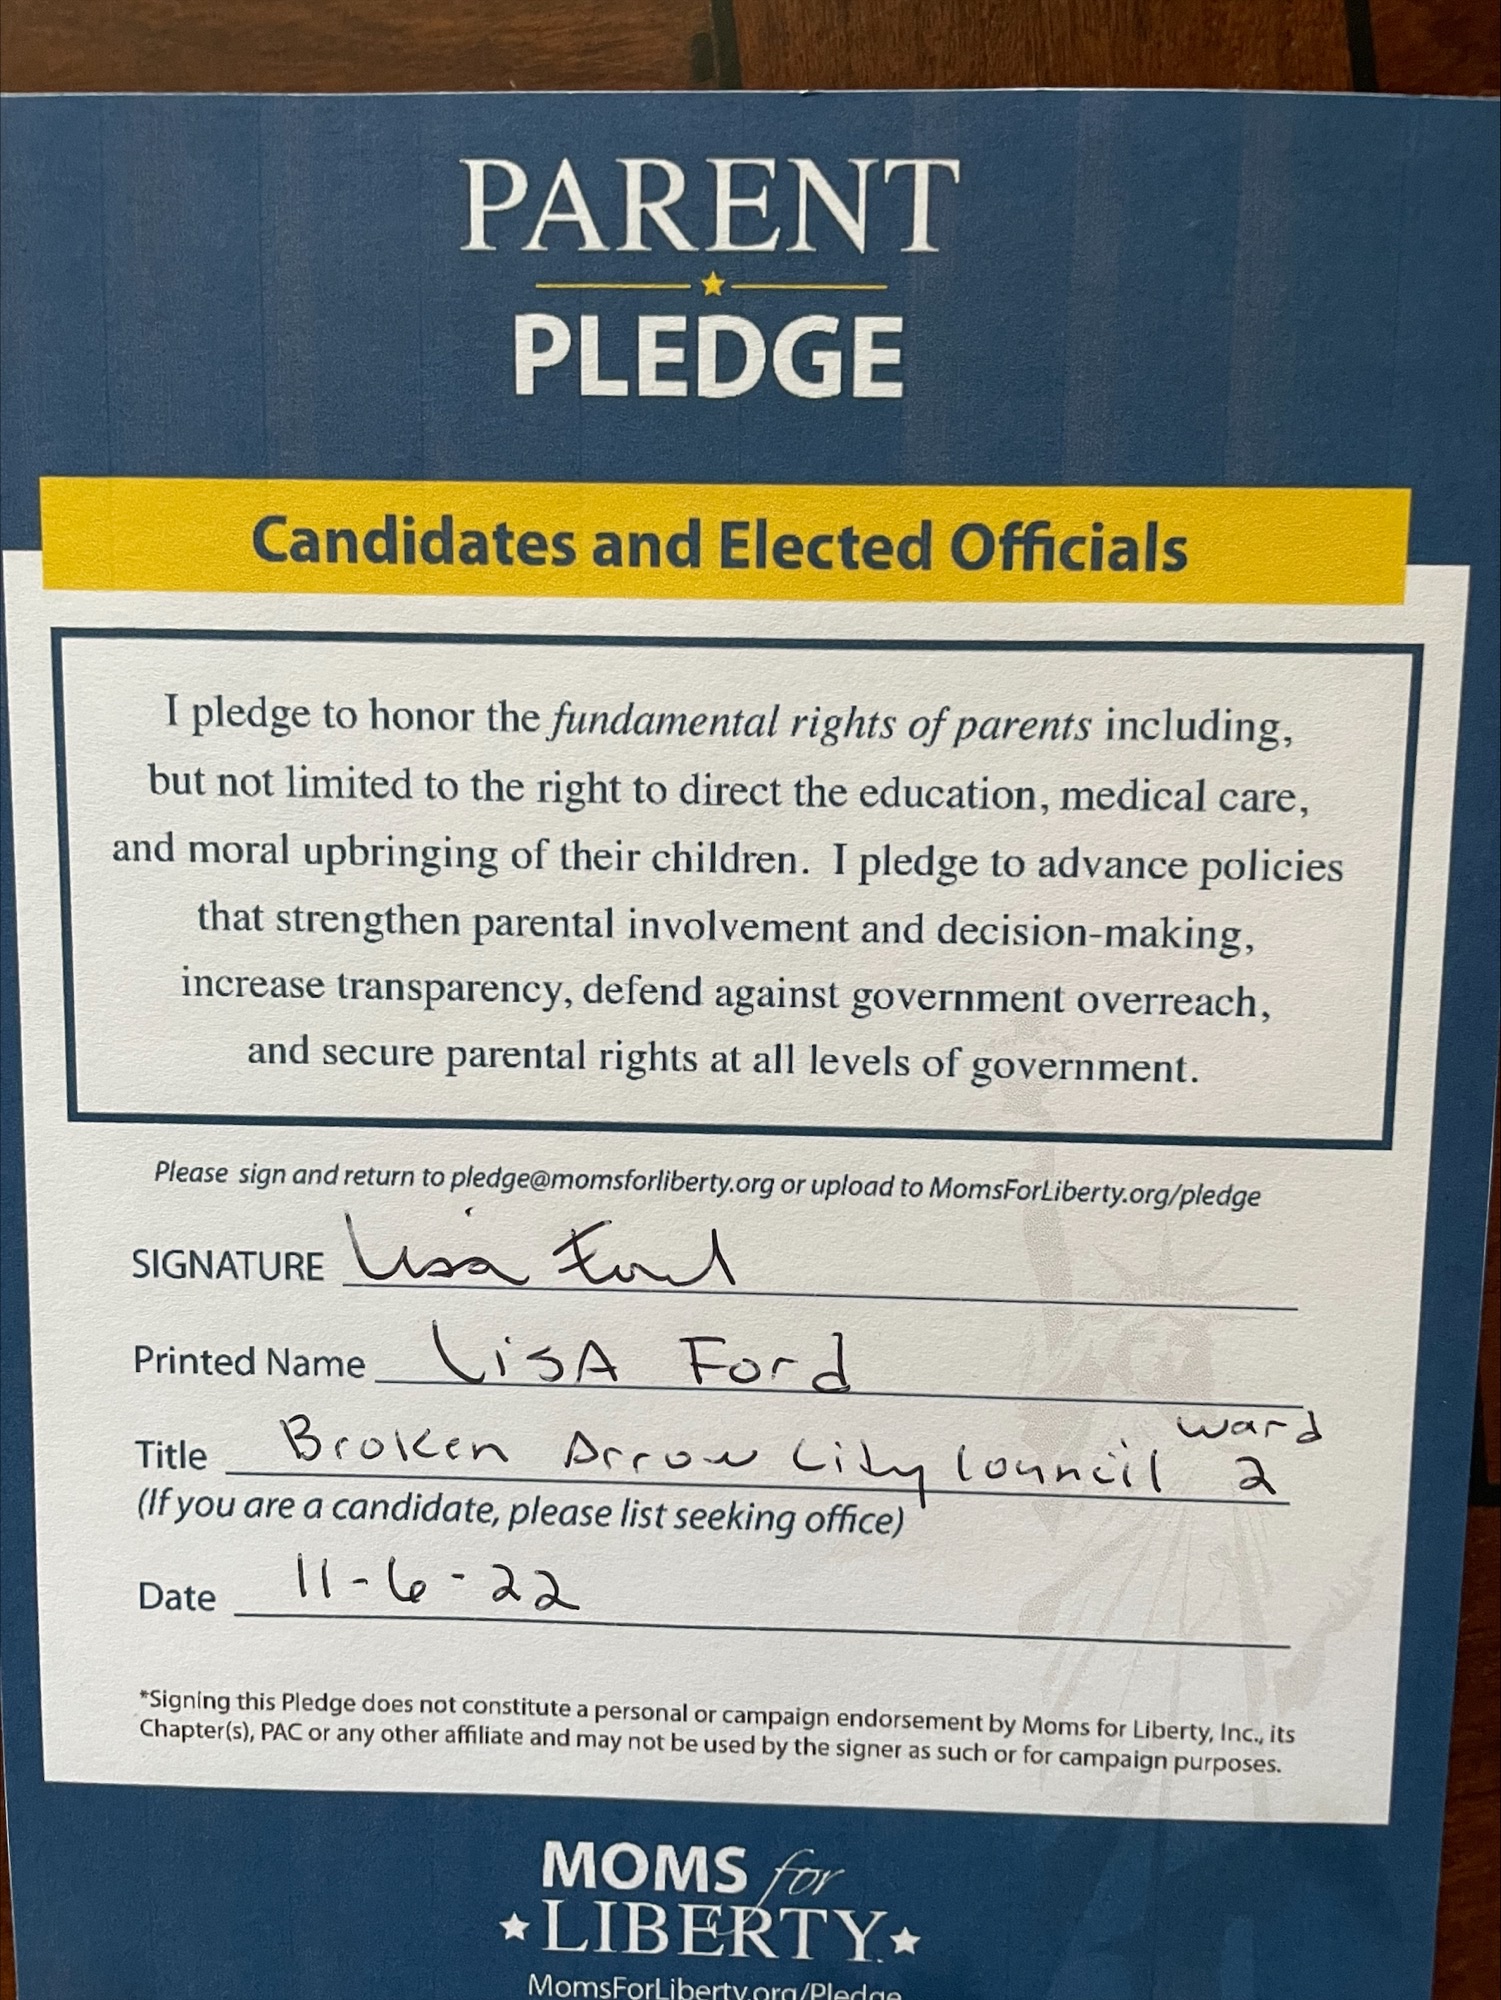 PARENT
PLEDGE
Candidates and Elected Officials
I pledge to honor the fundamental rights of parents including,
but not limited to the right to direct the education, medical care,
and moral upbringing of their children. I pledge to advance policies
that strengthen parental involvement and decision-making,
increase transparency, defend against government overreach,
and secure parental rights at all levels of government.
Please sign and return to pledge@momsforliberty.org or upload to MomsForLiberty.org/pledge
SIGNATURE Lisa Ford
Printed Name LisA Ford
Title Broken Arrow City Council ward 2
(If you are a candidate, please list seeking office)
Date 11-6-22
*Signing this Pledge does not constitute a personal or campaign endorsement by Moms for Liberty, Inc., its
Chapter(s), PAC or any other affiliate and may not be used by the signer as such or for campaign purposes.
MOMS for
LIBERTY
MomsForLiberty.org/Pledge